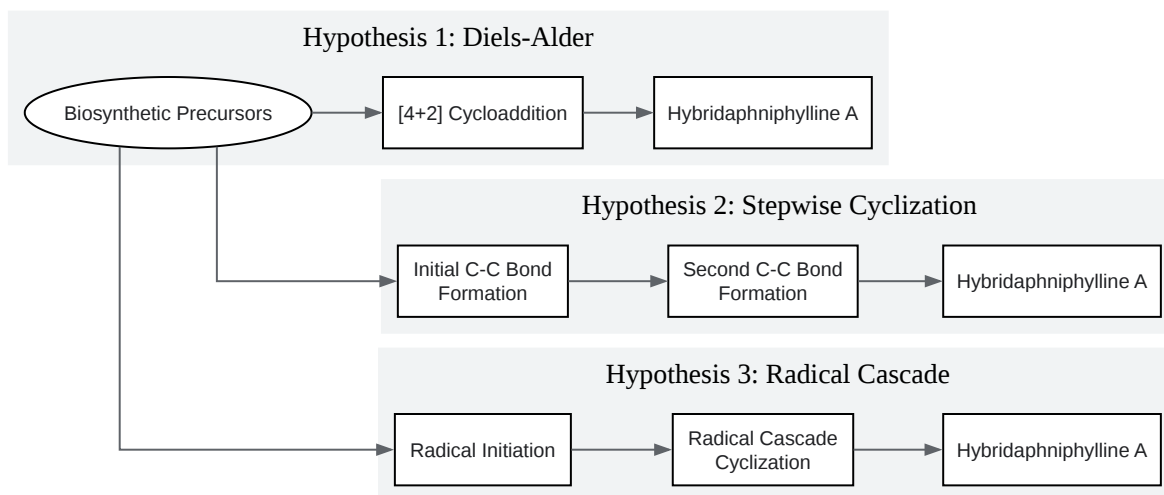 Hypothesis 1: Diels-Alder
Biosynthetic Precursors
[4+2] Cycloaddition
Hybridaphniphylline A
Hypothesis 2: Stepwise Cyclization
Initial C-C Bond
Formation
Second C-C Bond
Formation
Hybridaphniphylline A
Hypothesis 3: Radical Cascade
Radical Initiation
Radical Cascade
Cyclization
Hybridaphniphylline A